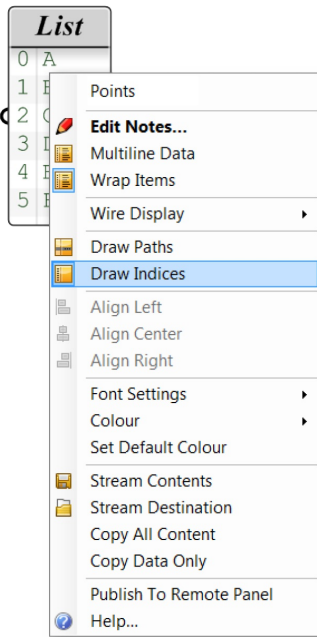 List
0 A
1
2
3
4
5
Points
Edit Notes...
Multiline Data
Wrap Items
Wire Display
Draw Paths
Draw Indices
Align Left
Align Center
Align Right
Font Settings
Colour
Set Default Colour
Stream Contents
Stream Destination
Copy All Content
Copy Data Only
Publish To Remote Panel
Help...